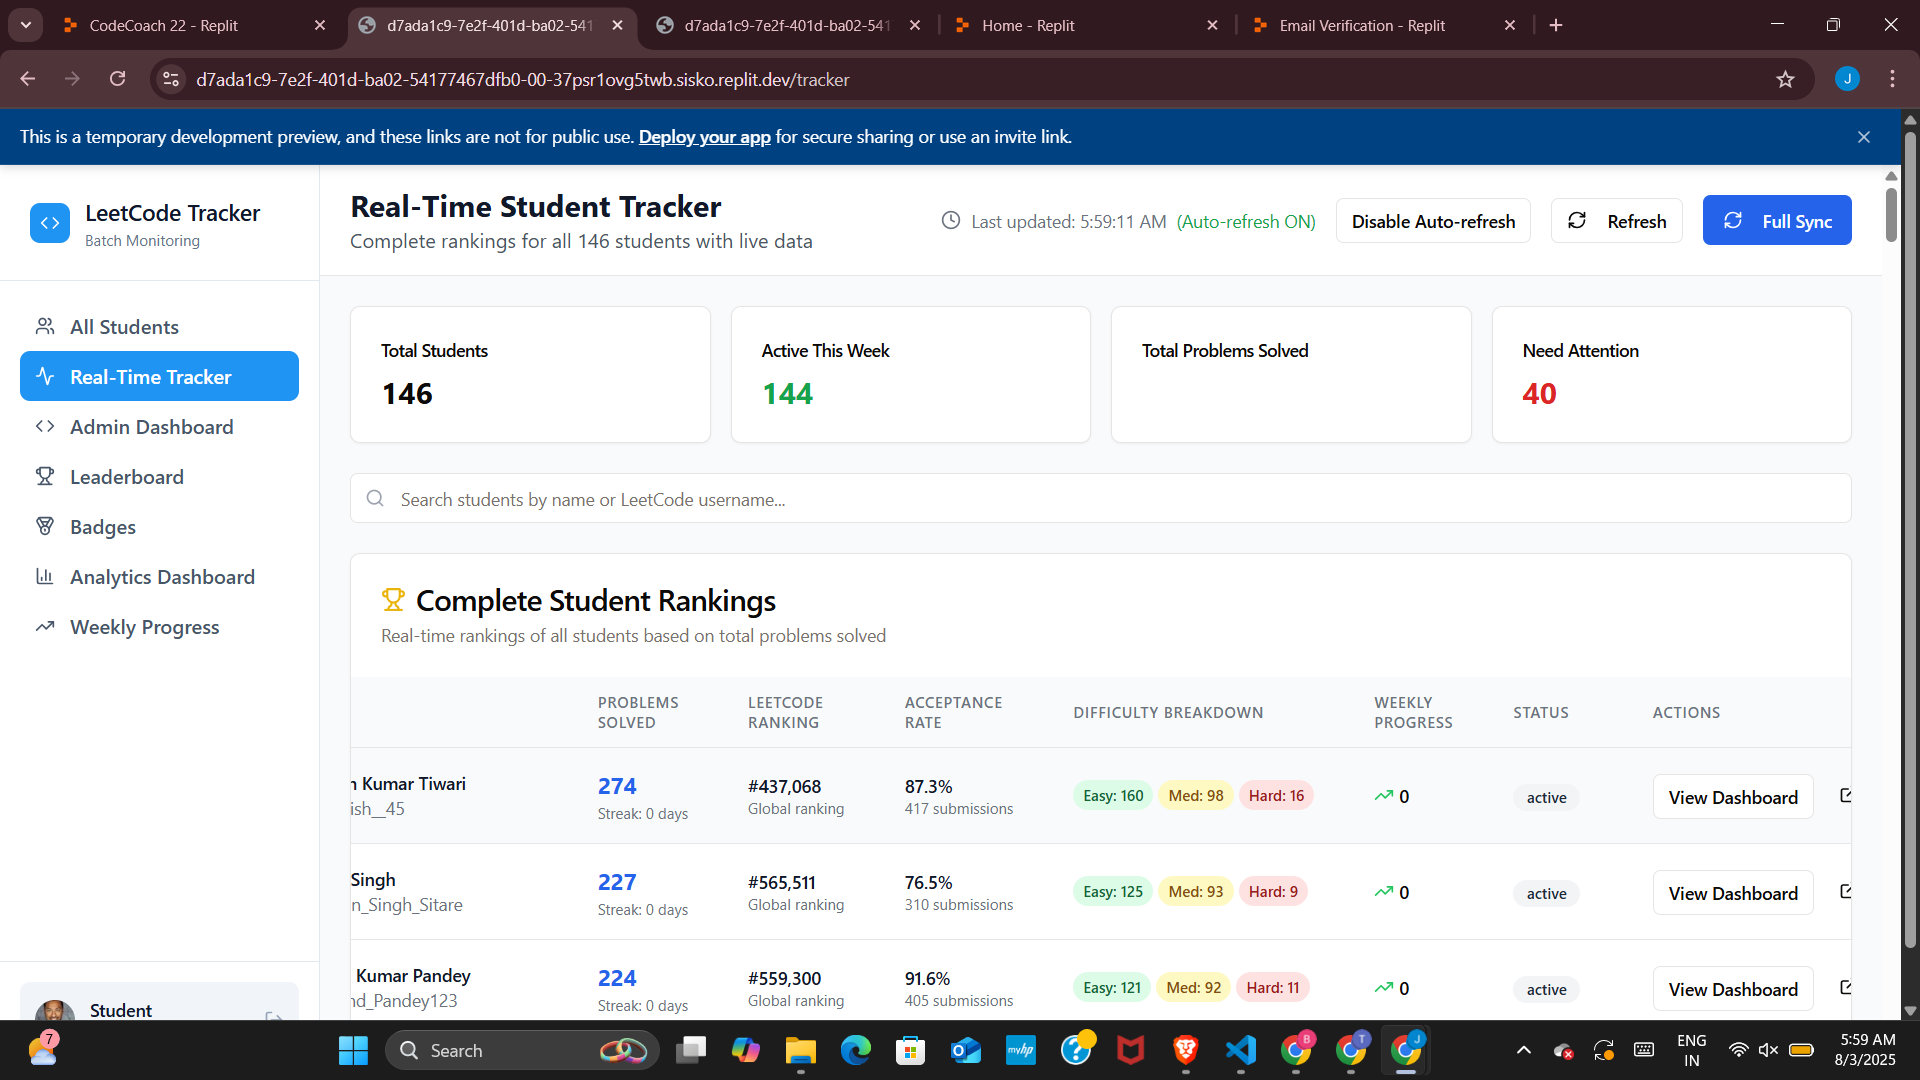 CodeCoach 22 - Replit
d7ada1c9-7e2f-401d-ba02-541
d7ada1c9-7e2f-401d-ba02-541
Home - Replit
Email Verification - Replit
d7ada1c9-7e2f-401d-ba02-54177467dfb0-00-37psr1ovg5twb.sisko.replit.dev/tracker
J
This is a temporary development preview, and these links are not for public use. Deploy your app for secure sharing or use an invite link.
LeetCode Tracker
Batch Monitoring
All Students
Real-Time Tracker
Admin Dashboard
Leaderboard
Badges
Analytics Dashboard
Weekly Progress
Student
Real-Time Student Tracker
Complete rankings for all 146 students with live data
Last updated: 5:59:11 AM (Auto-refresh ON)
Disable Auto-refresh
Refresh
Full Sync
Total Students
146
Active This Week
144
Total Problems Solved
Need Attention
40
Search students by name or LeetCode username...
Complete Student Rankings
Real-time rankings of all students based on total problems solved
PROBLEMS SOLVED
LEETCODE RANKING
ACCEPTANCE RATE
DIFFICULTY BREAKDOWN
WEEKLY PROGRESS
STATUS
ACTIONS
n Kumar Tiwari
ish__45
274
Streak: 0 days
#437,068
Global ranking
87.3%
417 submissions
Easy: 160
Med: 98
Hard: 16
0
active
View Dashboard
Singh
n_Singh_Sitare
227
Streak: 0 days
#565,511
Global ranking
76.5%
310 submissions
Easy: 125
Med: 93
Hard: 9
0
active
View Dashboard
Kumar Pandey
nd_Pandey123
224
Streak: 0 days
#559,300
Global ranking
91.6%
405 submissions
Easy: 121
Med: 92
Hard: 11
0
active
View Dashboard
7
Search
myhp
B
T
J
ENG
IN
5:59 AM
8/3/2025